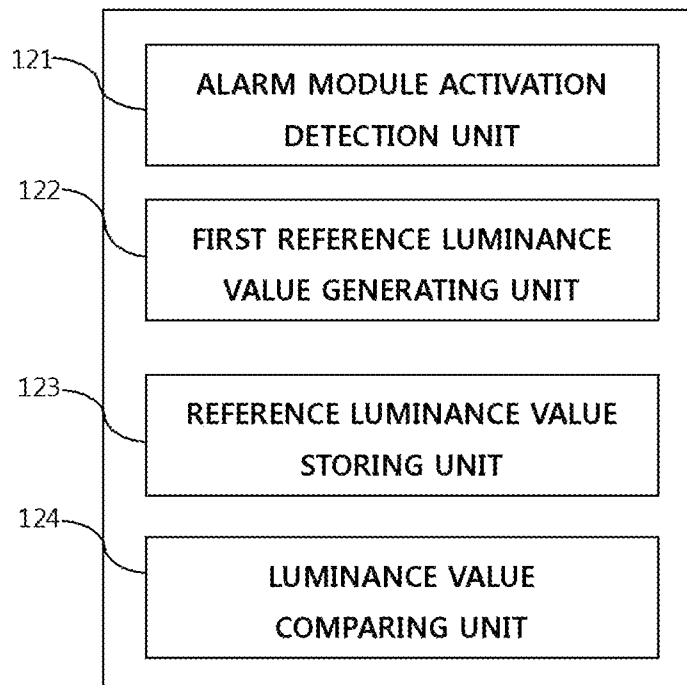 121
ALARM MODULE ACTIVATION
DETECTION UNIT
122
FIRST REFERENCE LUMINANCE
VALUE GENERATING UNIT
123
REFERENCE LUMINANCE VALUE
STORING UNIT
124
LUMINANCE VALUE
COMPARING UNIT